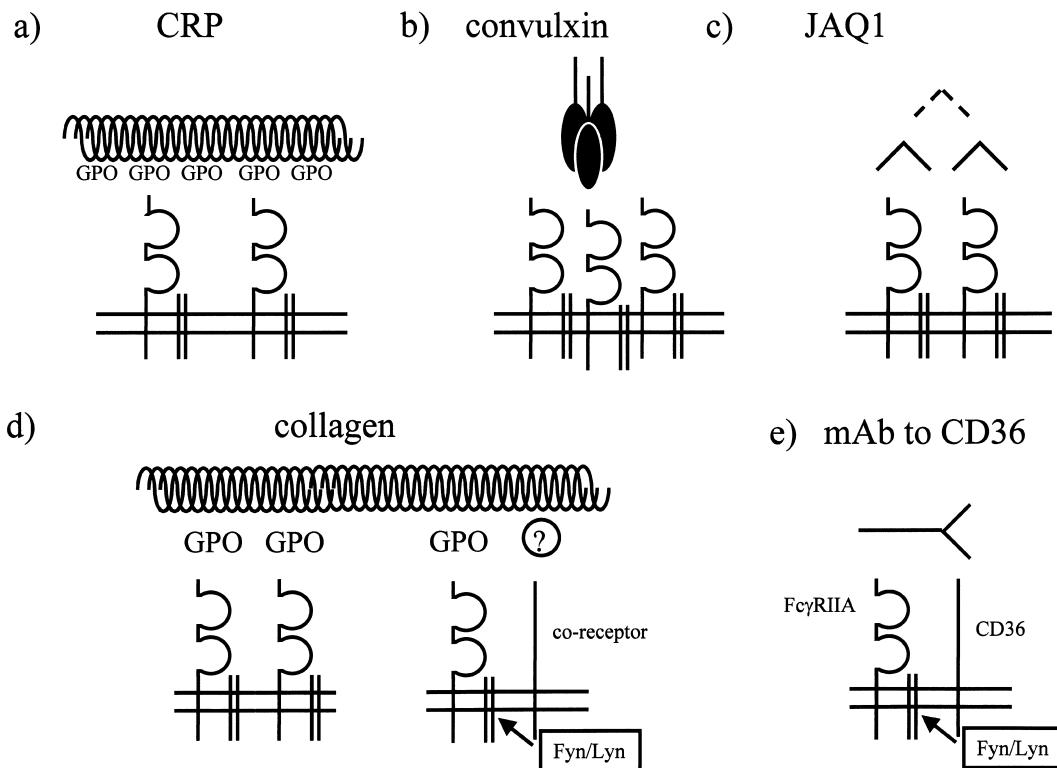 a) CRP
b) convulxin
c) JAQ1
GPO GPO GPO GPO GPO
d) collagen
e) mAb to CD36
GPO GPO GPO ?
co-receptor
Fyn/Lyn
FcγRIIA
CD36
Fyn/Lyn